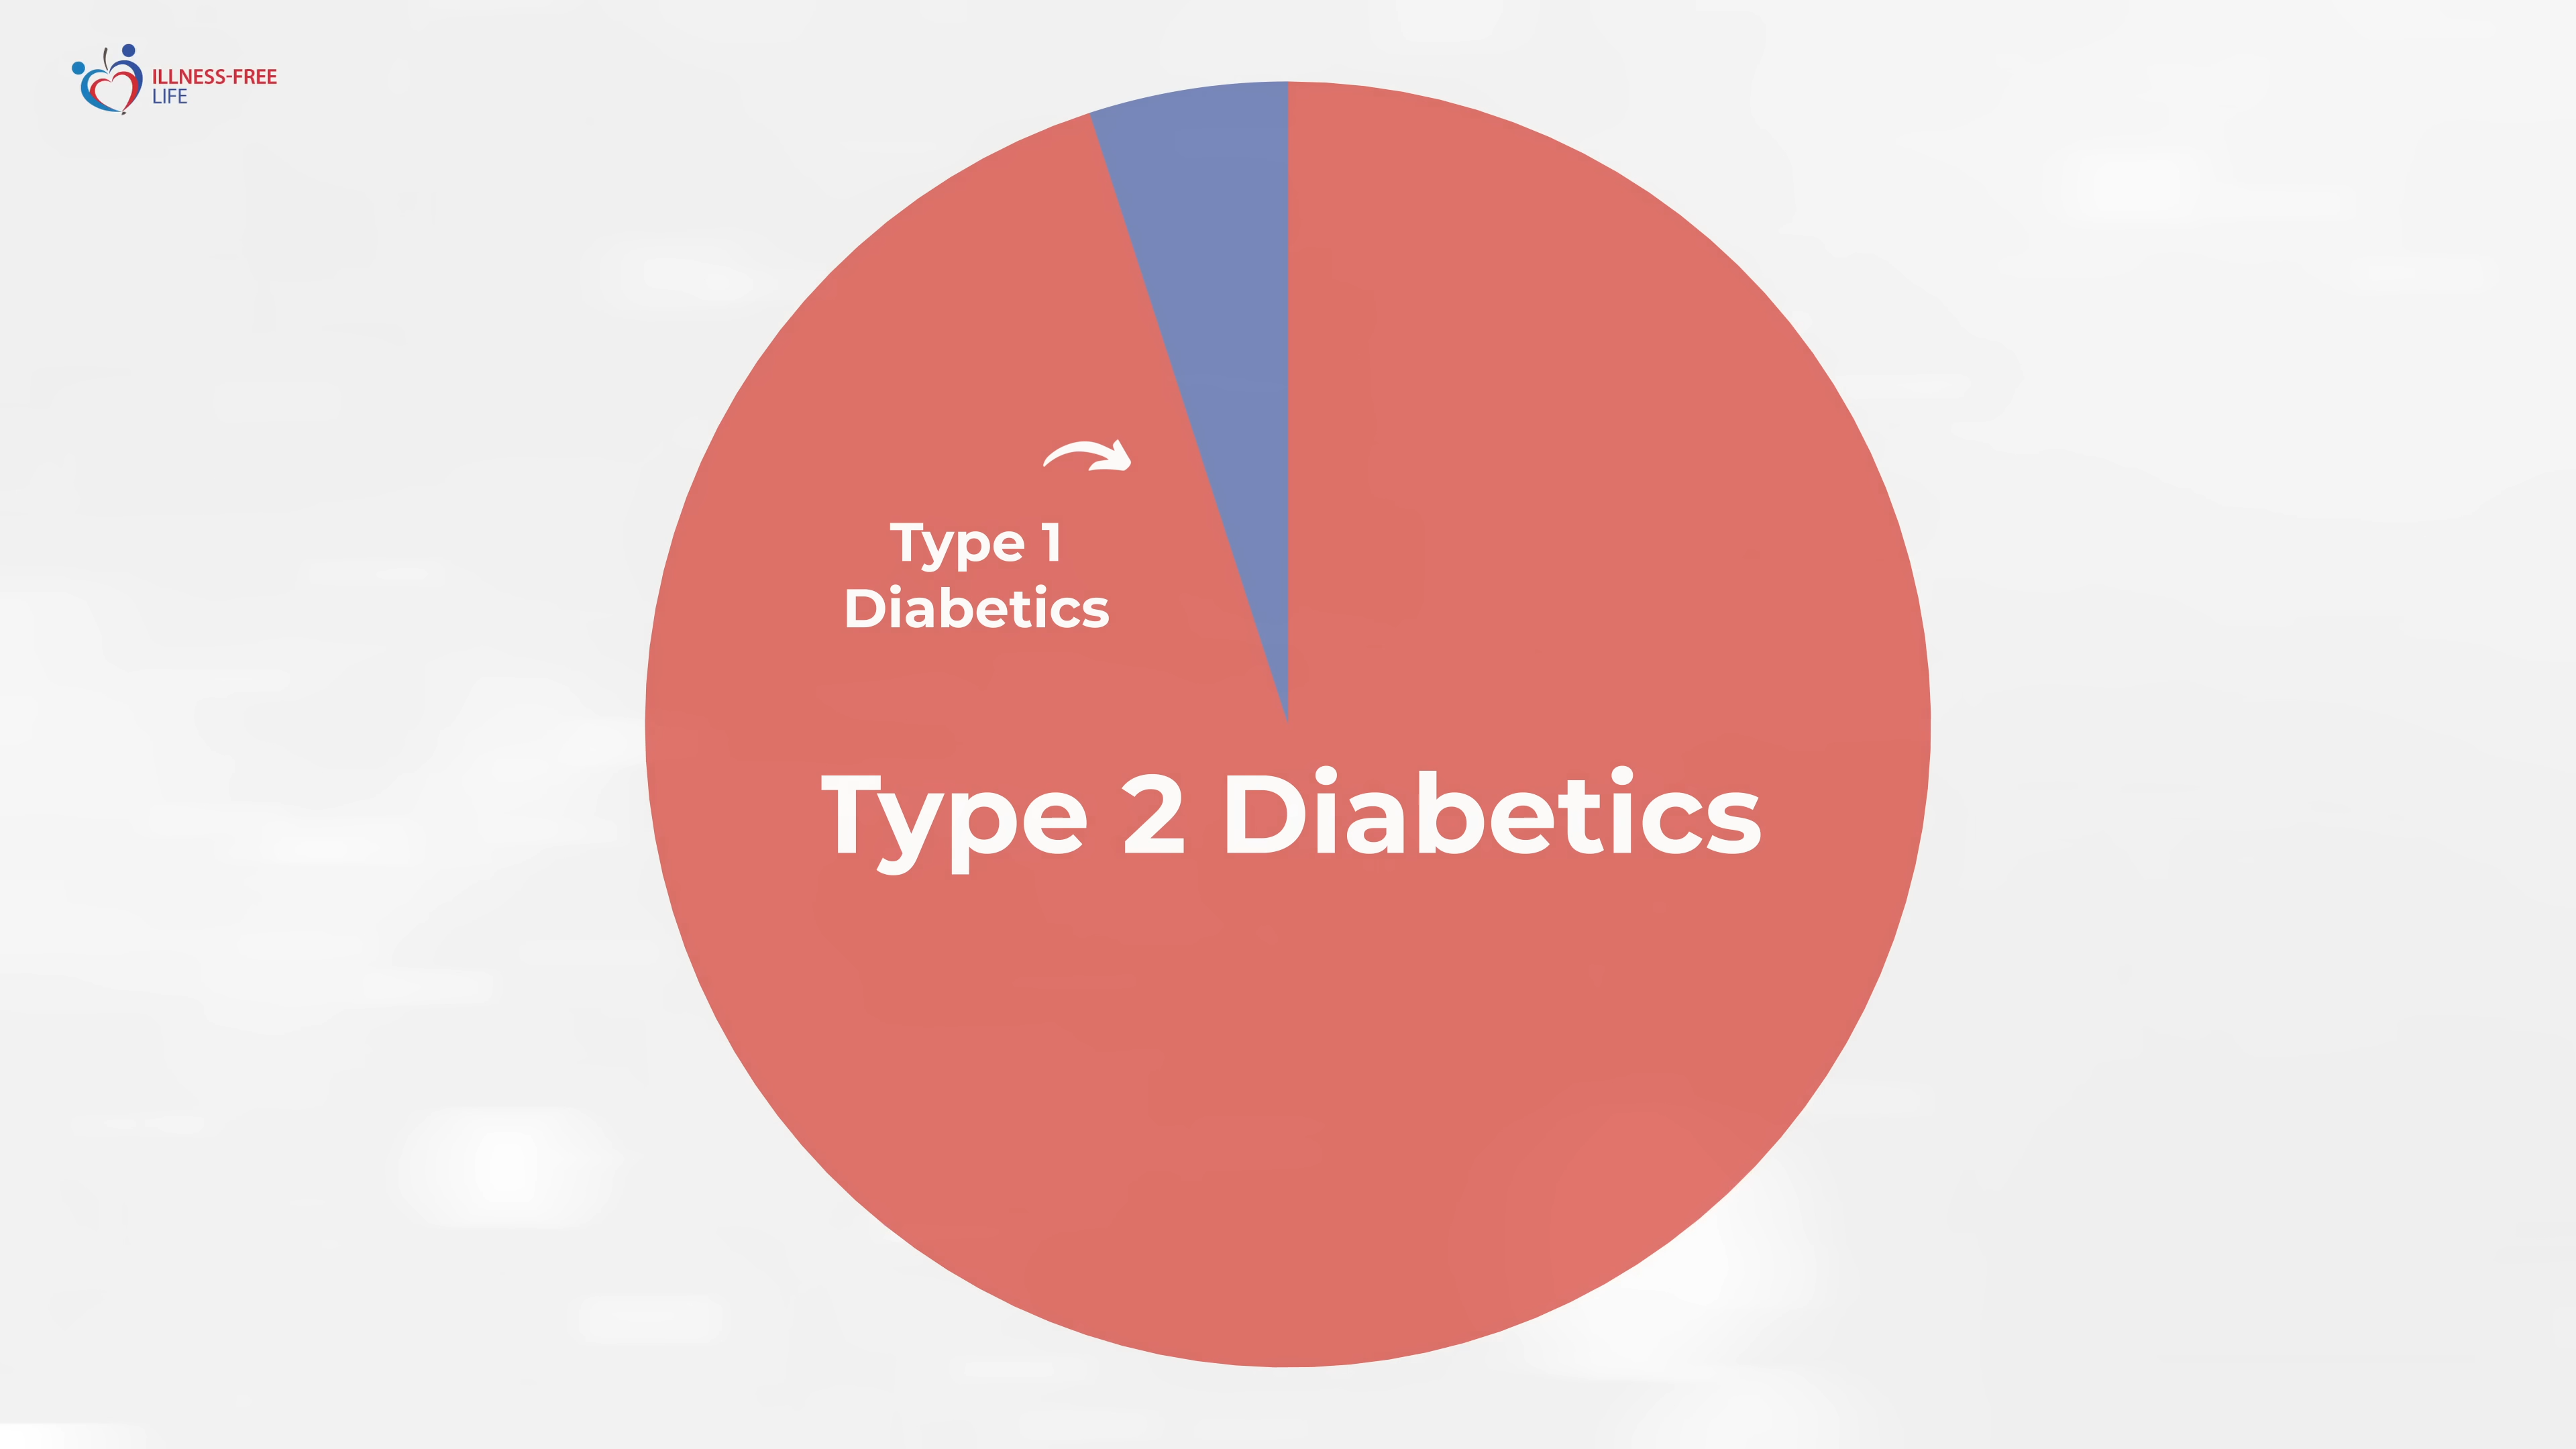 ILLNESS-FREE
LIFE
Type 1
Diabetics
Type 2 Diabetics